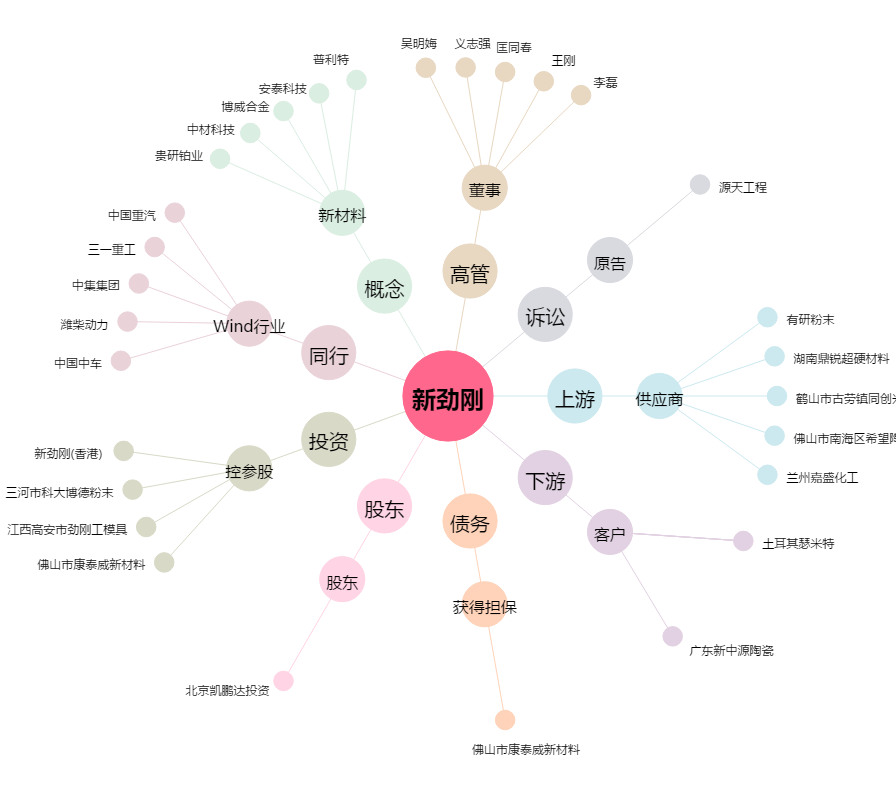 吴明娒
义志强
匡同春
王刚
李磊
普利特
安泰科技
博威合金
中材科技
贵研铂业
董事
源天工程
新材料
中国重汽
三一重工
中集集团
潍柴动力
中国中车
高管
原告
概念
诉讼
有研粉末
Wind行业
同行
湖南鼎锐超硬材料
新劲刚
上游
供应商
鹤山市古劳镇同创
佛山市南海区希望
兰州嘉盛化工
投资
新劲刚(香港)
控参股
三河市科大博德粉末
江西高安市劲刚工模具
佛山市康泰威新材料
下游
股东
债务
客户
土耳其瑟米特
股东
获得担保
广东新中源陶瓷
北京凯鹏达投资
佛山市康泰威新材料